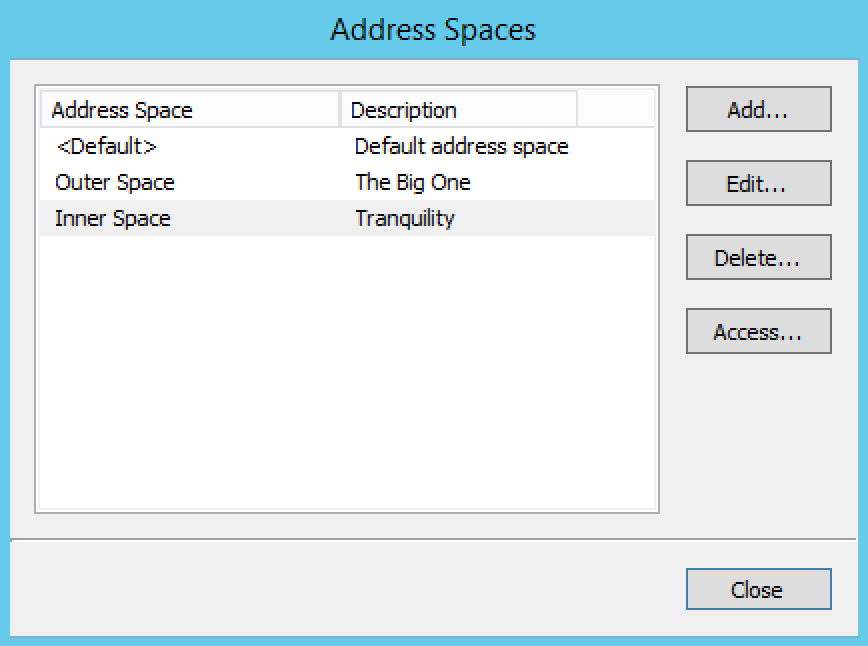 Address Spaces
Address Space Description
<Default> Default address space
Outer Space The Big One
Inner Space Tranquility
Add...
Edit...
Delete...
Access...
Close